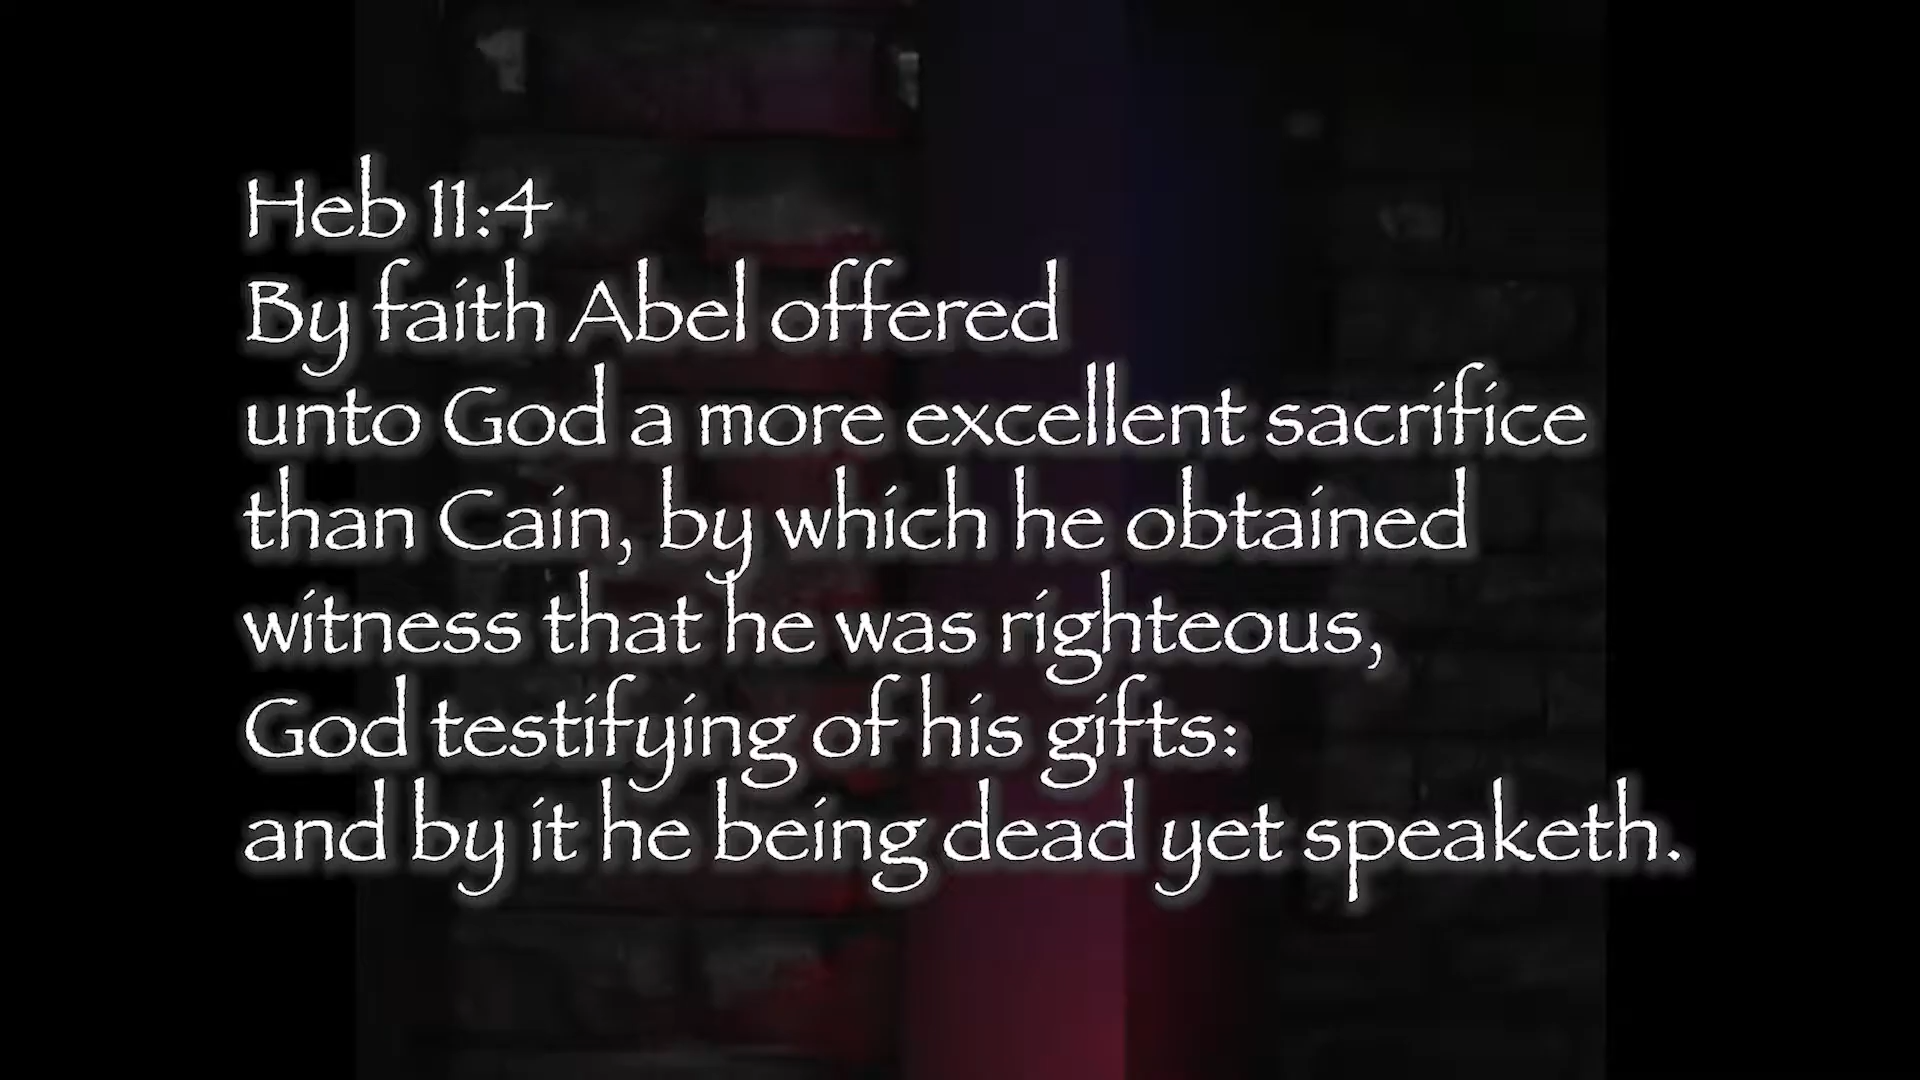 Heb 11:4
By faith Abel offered
unto God a more excellent sacrifice
than Cain, by which he obtained
witness that he was righteous,
God testifying of his gifts:
and by it he being dead yet speaketh.